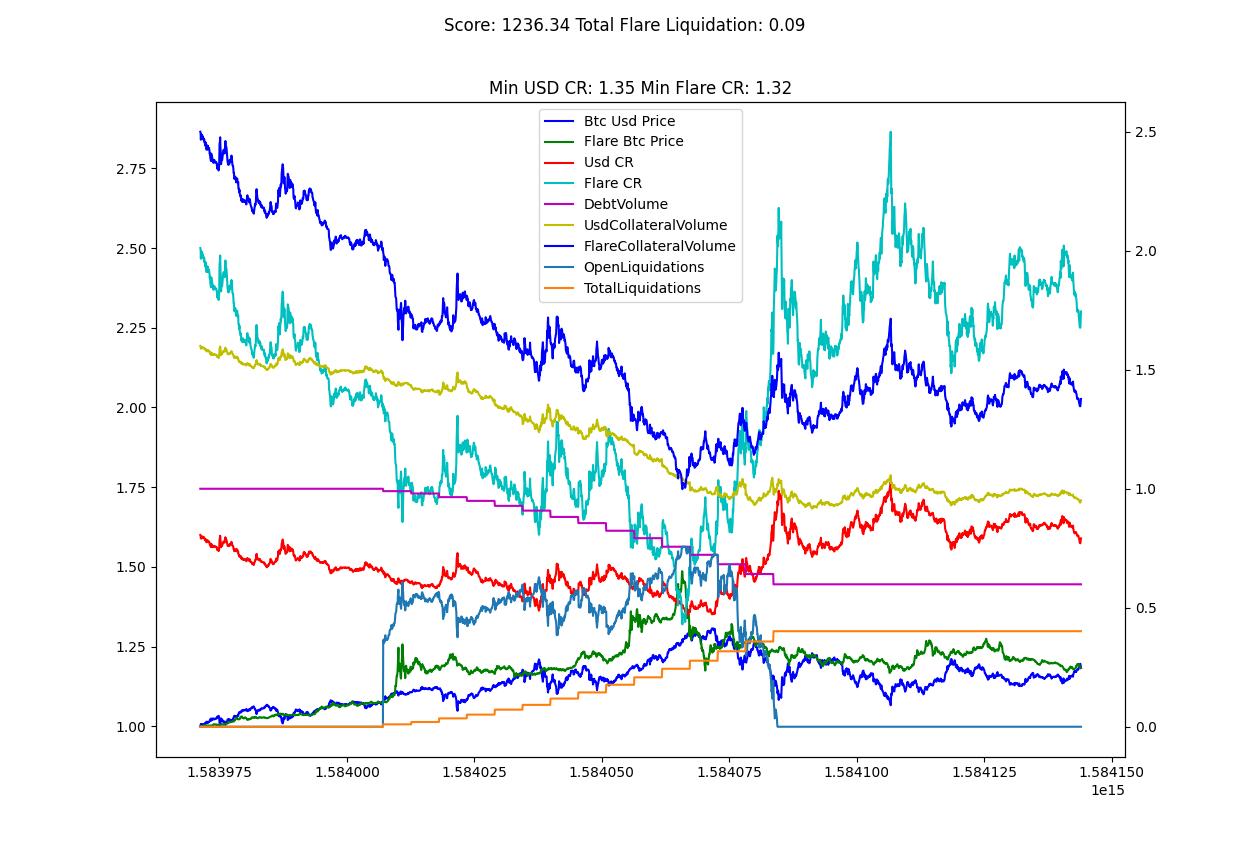 Score: 1236.34 Total Flare Liquidation: 0.09
Min USD CR: 1.35 Min Flare CR: 1.32
Btc Usd Price
Flare Btc Price
Usd CR
Flare CR
DebtVolume
UsdCollateralVolume
FlareCollateralVolume
OpenLiquidations
TotalLiquidations
2.75
2.50
2.25
2.00
1.75
1.50
1.25
1.00
2.5
2.0
1.5
1.0
0.5
0.0
1.583975 1.584000 1.584025 1.584050 1.584075 1.584100 1.584125 1.584150
1e15